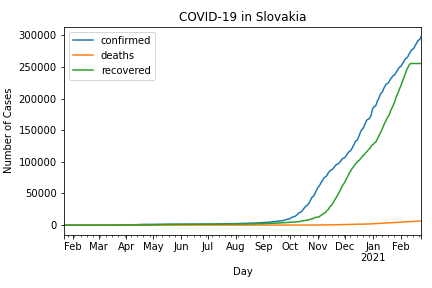 COVID-19 in Slovakia
confirmed
deaths
recovered
Number of Cases
300000
250000
200000
150000
100000
50000
0
Feb Mar Apr May Jun Jul Aug Sep Oct Nov Dec Jan Feb
2021
Day